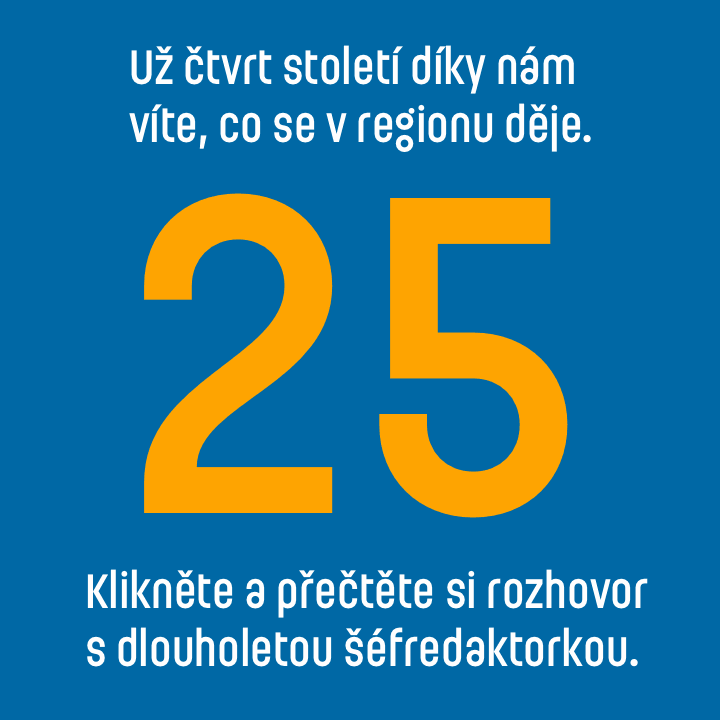 Už čtvrt století díky nám
víte, co se v regionu děje.
25
Klikněte a přečtěte si rozhovor
s dlouholetou šéfredaktorkou.